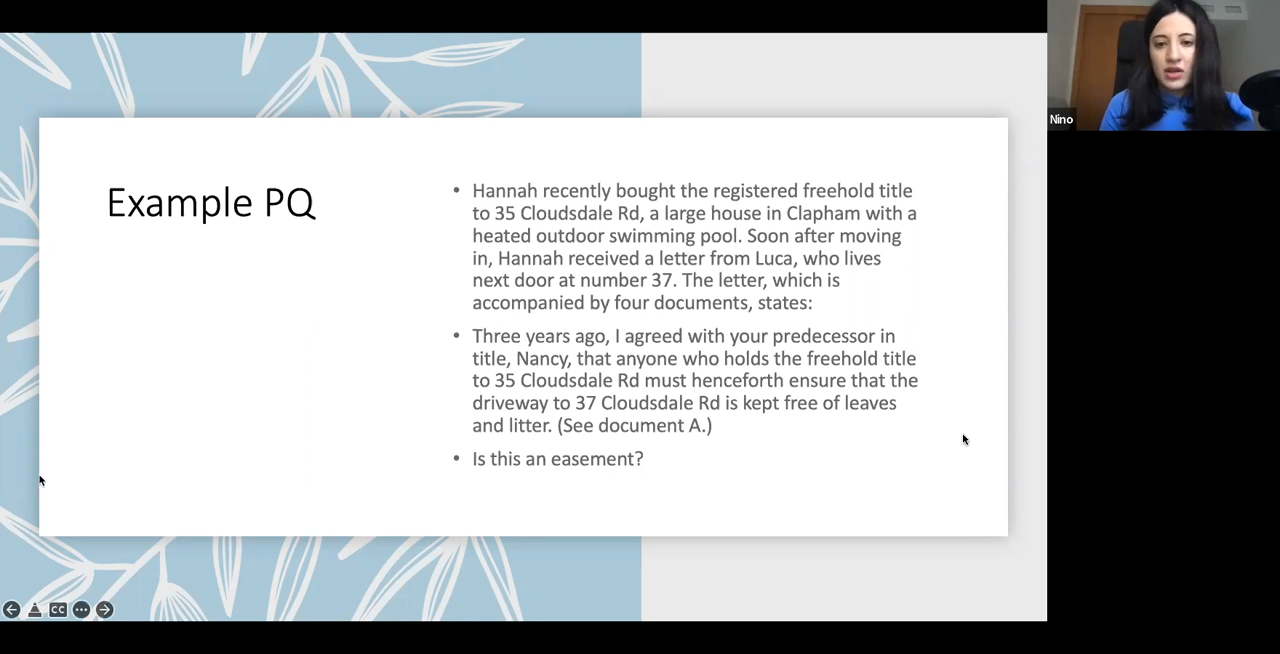 Example PQ
• Hannah recently bought the registered freehold title
to 35 Cloudsdale Rd, a large house in Clapham with a
heated outdoor swimming pool. Soon after moving
in, Hannah received a letter from Luca, who lives
next door at number 37. The letter, which is
accompanied by four documents, states:
• Three years ago, I agreed with your predecessor in
title, Nancy, that anyone who holds the freehold title
to 35 Cloudsdale Rd must henceforth ensure that the
driveway to 37 Cloudsdale Rd is kept free of leaves
and litter. (See document A.)
• Is this an easement?
Nino
CC